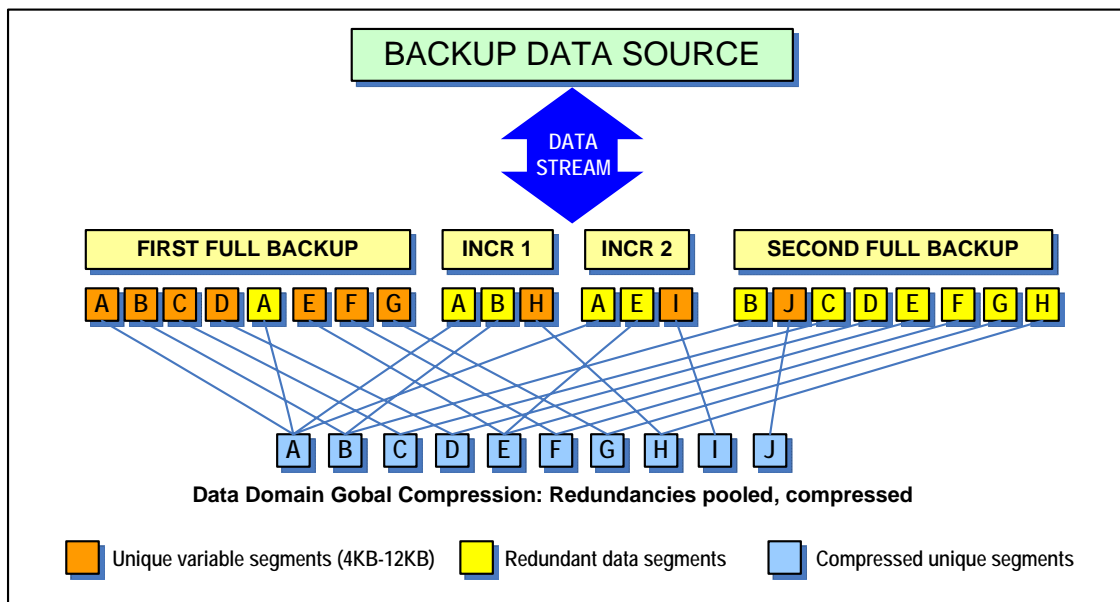 BACKUP DATA SOURCE
DATA
STREAM
FIRST FULL BACKUP INCR 1 INCR 2 SECOND FULL BACKUP
A B C D A E F G A B H A E I B J C D E F G H
A B C D E F G H I J
Data Domain Gobal Compression: Redundancies pooled, compressed
Unique variable segments (4KB-12KB) Redundant data segments Compressed unique segments